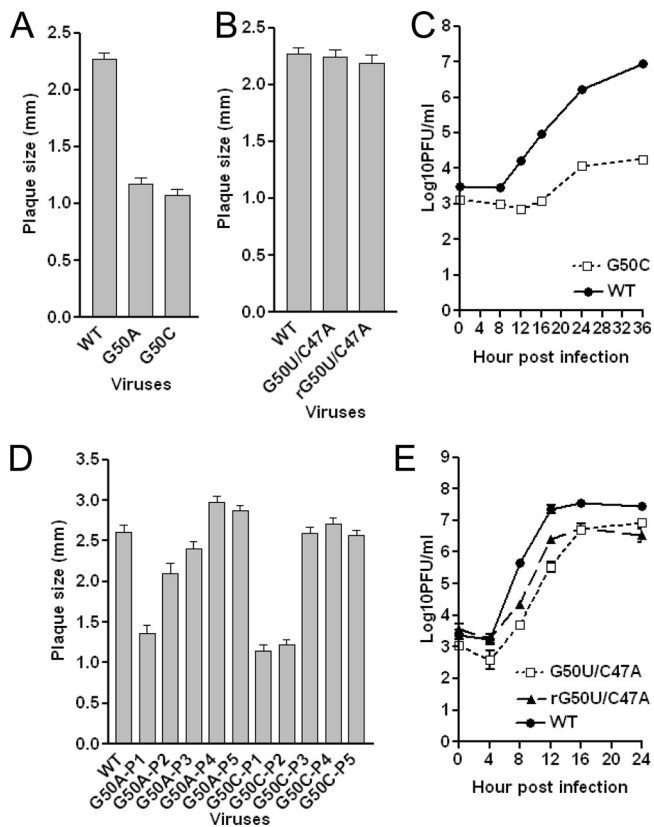 A
Plaque size (mm)
2.5
2.0
1.5
1.0
0.5
0.0
WT
G50A
G50C
Viruses
B
Plaque size (mm)
2.5
2.0
1.5
1.0
0.5
0.0
WT
G50U/C47A
rG50U/C47A
Viruses
C
Log10PFU/ml
8
7
6
5
4
3
2
1
0
G50C
WT
0 4 8 12 16 20 24 28 32 36
Hour post infection
D
Plaque size (mm)
3.5
3.0
2.5
2.0
1.5
1.0
0.5
0.0
WT
G50A-P1
G50A-P2
G50A-P3
G50A-P4
G50A-P5
G50C-P1
G50C-P2
G50C-P3
G50C-P4
G50C-P5
Viruses
E
Log10PFU/ml
9
8
7
6
5
4
3
2
1
0
G50U/C47A
rG50U/C47A
WT
0 4 8 12 16 20 24
Hour post infection